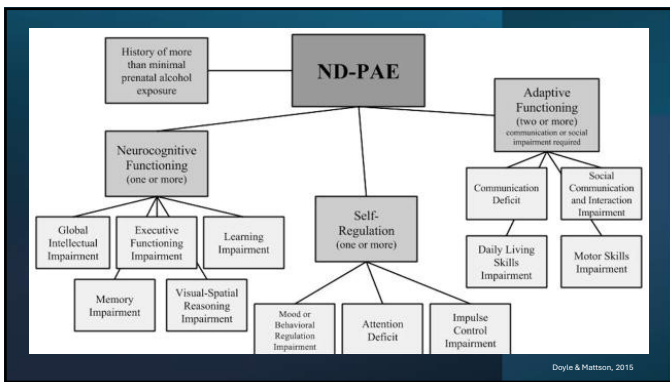 History of more
than minimal
prenatal alcohol
exposure
ND-PAE
Adaptive
Functioning
(two or more)
communication or social
impairment required
Neurocognitive
Functioning
(one or more)
Self-
Regulation
(one or more)
Communication
Deficit
Social
Communication
and Interaction
Impairment
Daily Living
Skills
Impairment
Motor Skills
Impairment
Global
Intellectual
Impairment
Executive
Functioning
Impairment
Learning
Impairment
Memory
Impairment
Visual-Spatial
Reasoning
Impairment
Mood or
Behavioral
Regulation
Impairment
Attention
Deficit
Impulse
Control
Impairment
Doyle & Mattson, 2015